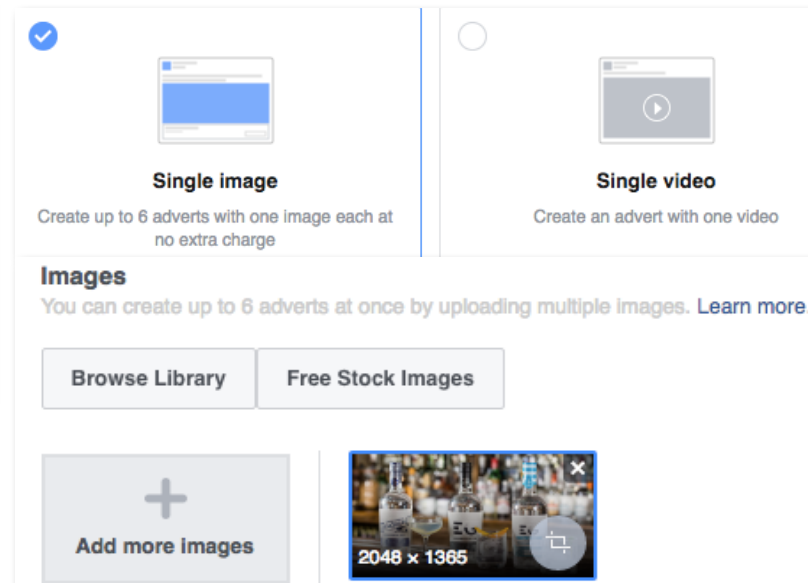 Single image
Create up to 6 adverts with one image each at
no extra charge
Single video
Create an advert with one video
Images
You can create up to 6 adverts at once by uploading multiple images. Learn more.
Browse Library
Free Stock Images
Add more images
2048 × 1365